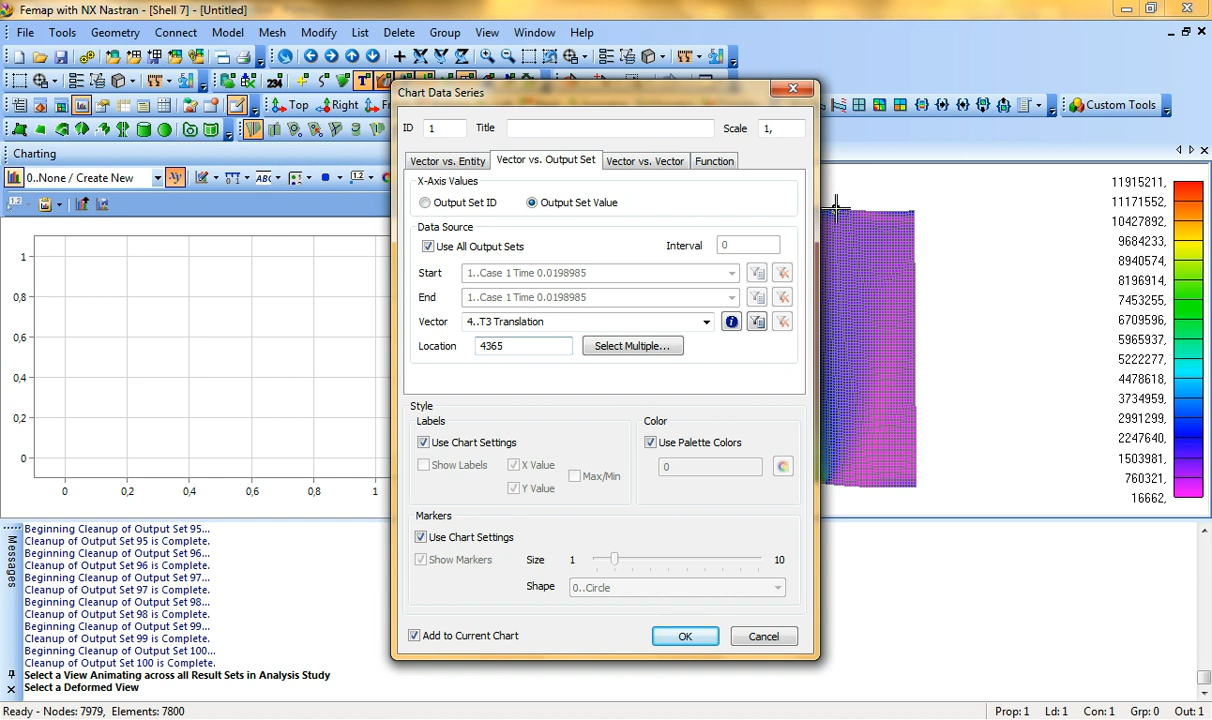 Femap with NX Nastran - [Shell 7] - [Untitled]
File Tools Geometry Connect Model Mesh Modify List Delete Group View Window Help
234
Top Right Fr Custom Tools
Charting
0..None / Create New
ABC
1 0,8 0,6 0,4 0,2 0
0 0,2 0,4 0,6 0,8 1
Chart Data Series
ID 1 Title Scale 1,
Vector vs. Entity Vector vs. Output Set Vector vs. Vector Function
X-Axis Values
Output Set ID Output Set Value
Data Source
Use All Output Sets Interval 0
Start 1..Case 1 Time 0.0198985
End 1..Case 1 Time 0.0198985
Vector 4..T3 Translation
Location 4365 Select Multiple...
Style
Labels Color
Use Chart Settings Use Palette Colors
Show Labels X Value 0
Max/Min
Y Value
Markers
Use Chart Settings
Show Markers Size 1 10
Shape 0..Circle
Add to Current Chart OK Cancel
11915211,
11171552,
10427892,
9684233,
8940574,
8196914,
7453255,
6709596,
5965937,
5222277,
4478618,
3734959,
2991299,
2247640,
1503981,
760321,
16662,
Messages
Beginning Cleanup of Output Set 95...
Cleanup of Output Set 95 is Complete.
Beginning Cleanup of Output Set 96...
Cleanup of Output Set 96 is Complete.
Beginning Cleanup of Output Set 97...
Cleanup of Output Set 97 is Complete.
Beginning Cleanup of Output Set 98...
Cleanup of Output Set 98 is Complete.
Beginning Cleanup of Output Set 99...
Cleanup of Output Set 99 is Complete.
Beginning Cleanup of Output Set 100...
Cleanup of Output Set 100 is Complete.
Select a View Animating across all Result Sets in Analysis Study
Select a Deformed View
Ready - Nodes: 7979, Elements: 7800 Prop: 1 Ld: 1 Con: 1 Grp: 0 Out: 1